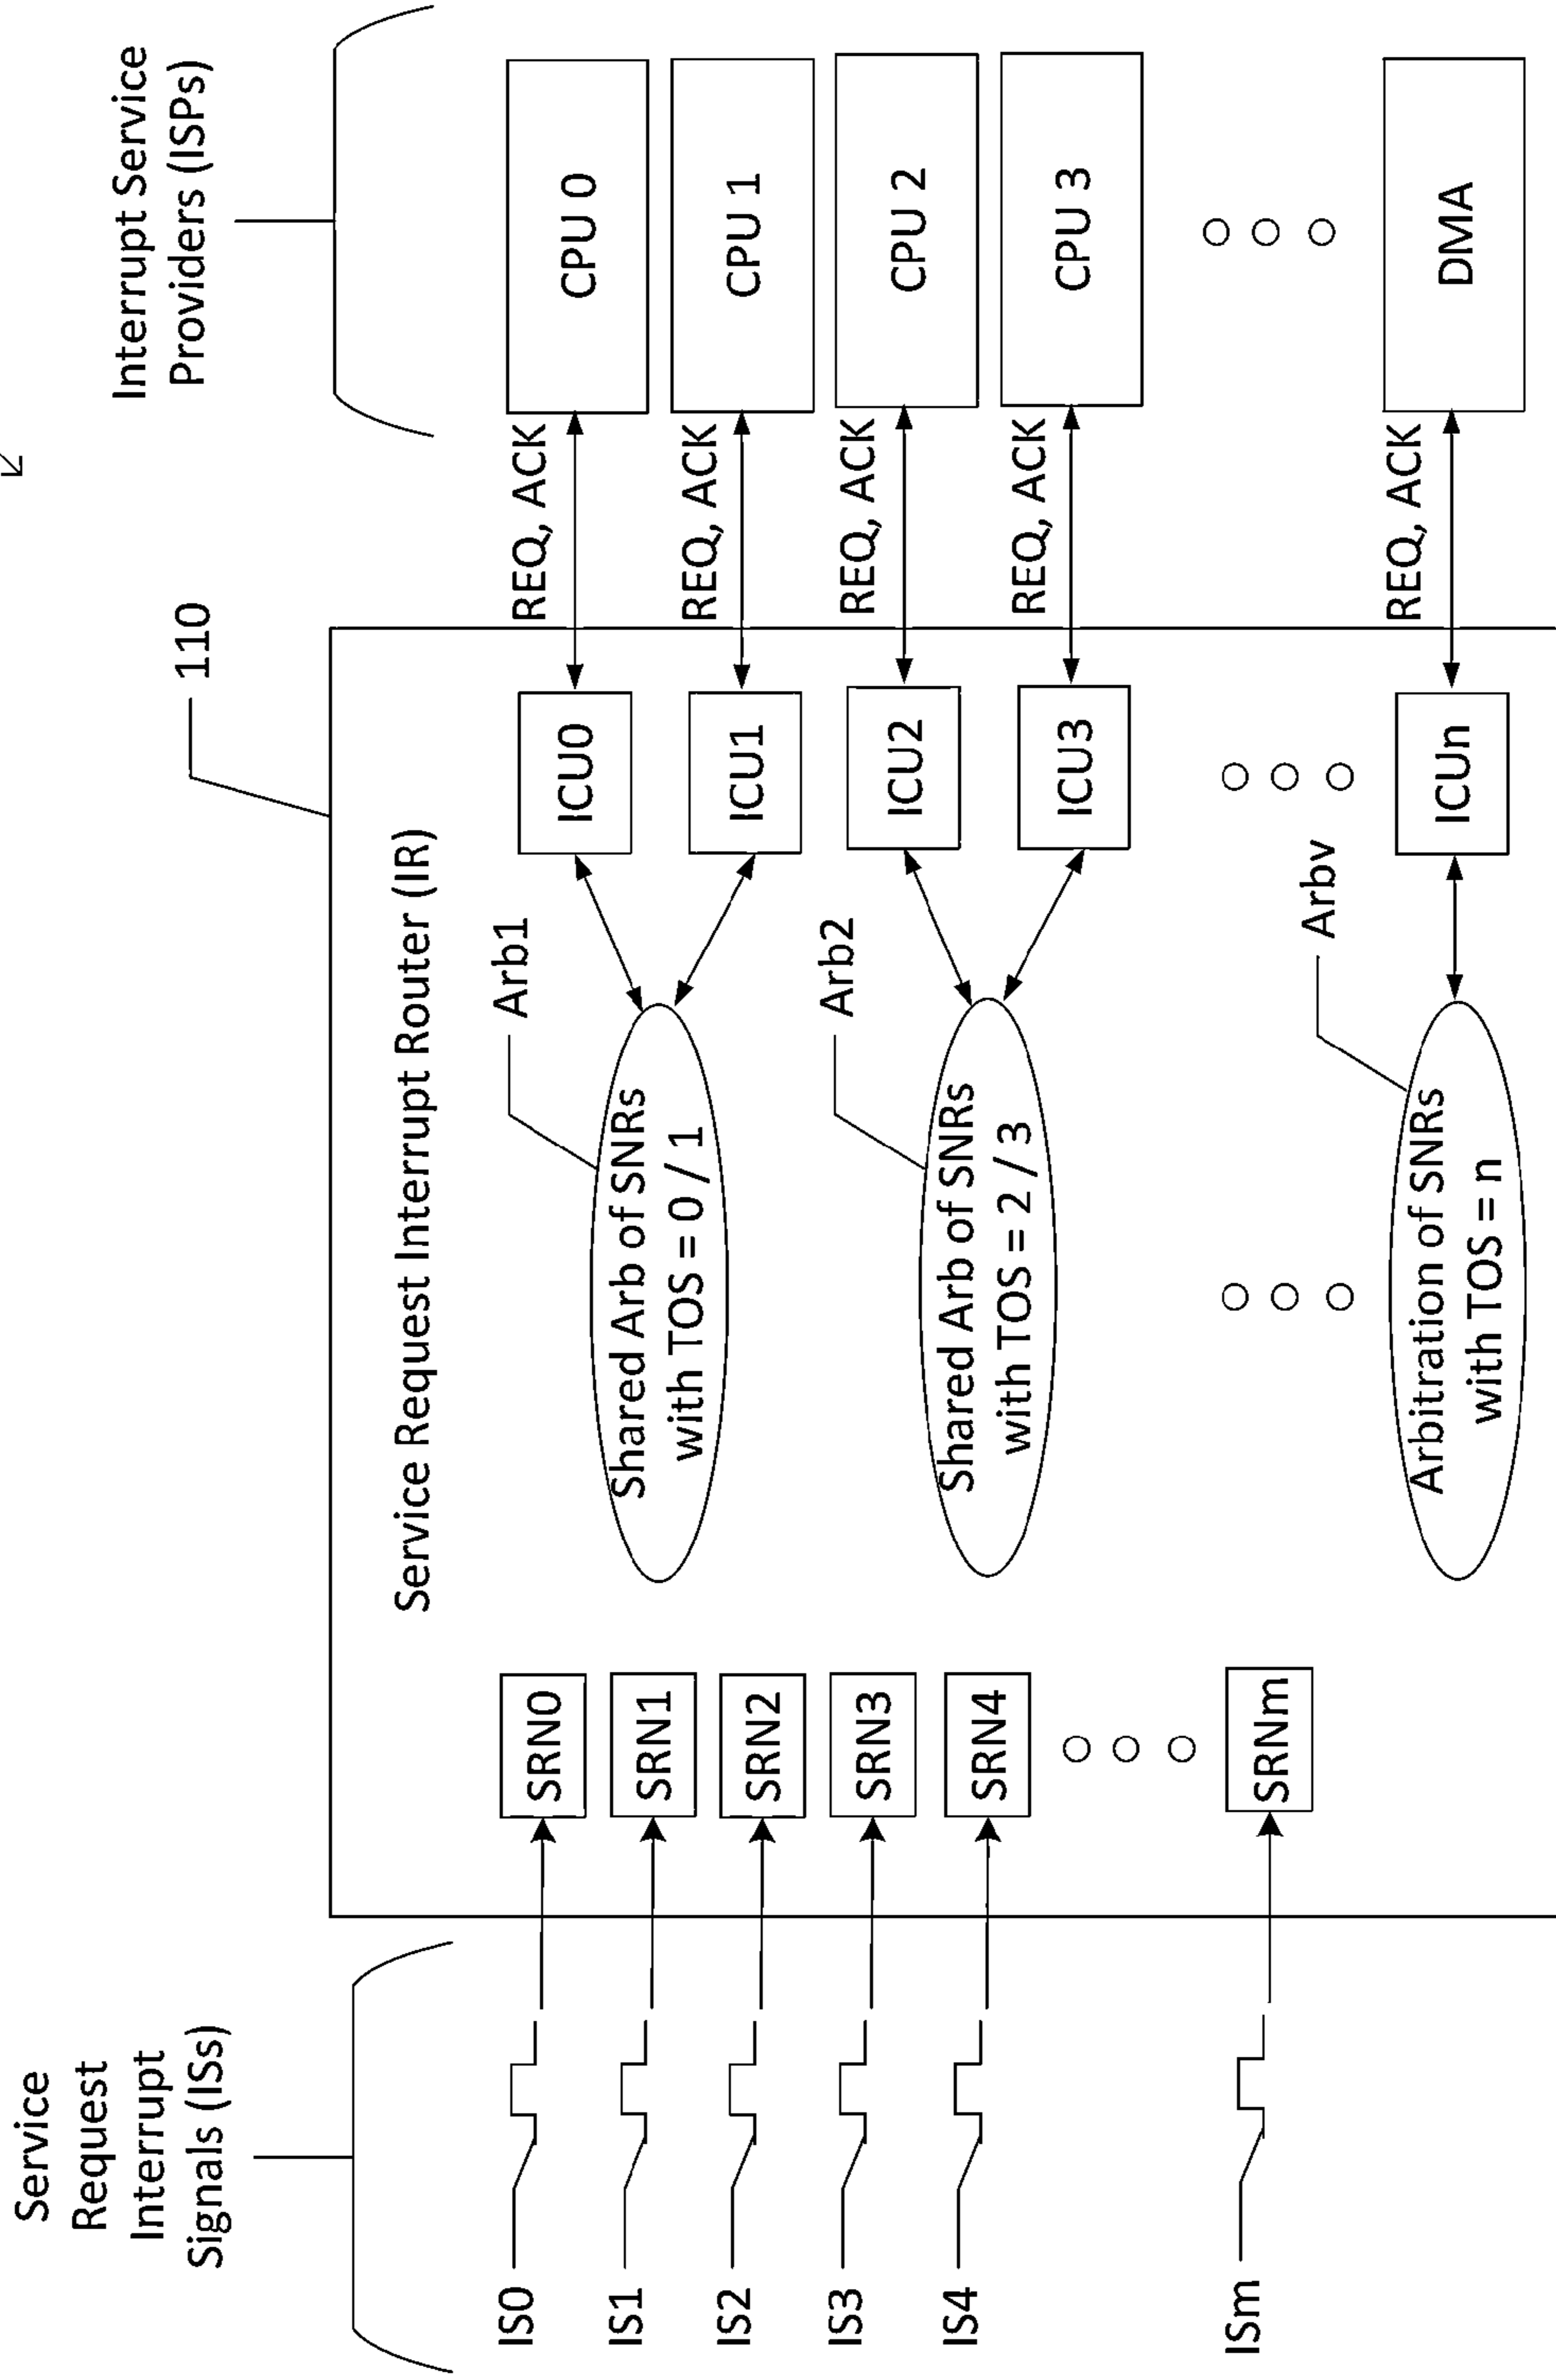 Service
Request
Interrupt
Signals (ISs)
110
Interrupt Service
Providers (ISPs)
Service Request Interrupt Router (IR)
IS0
SRN0
Arb1
ICU0
REQ, ACK
CPU 0
IS1
SRN1
Shared Arb of SNRs
with TOS = 0 / 1
ICU1
REQ, ACK
CPU 1
IS2
SRN2
Arb2
ICU2
REQ, ACK
CPU 2
IS3
SRN3
Shared Arb of SNRs
with TOS = 2 / 3
ICU3
REQ, ACK
CPU 3
IS4
SRN4
ISm
SRNm
Arbv
Arbitration of SNRs
with TOS = n
ICUn
REQ, ACK
DMA